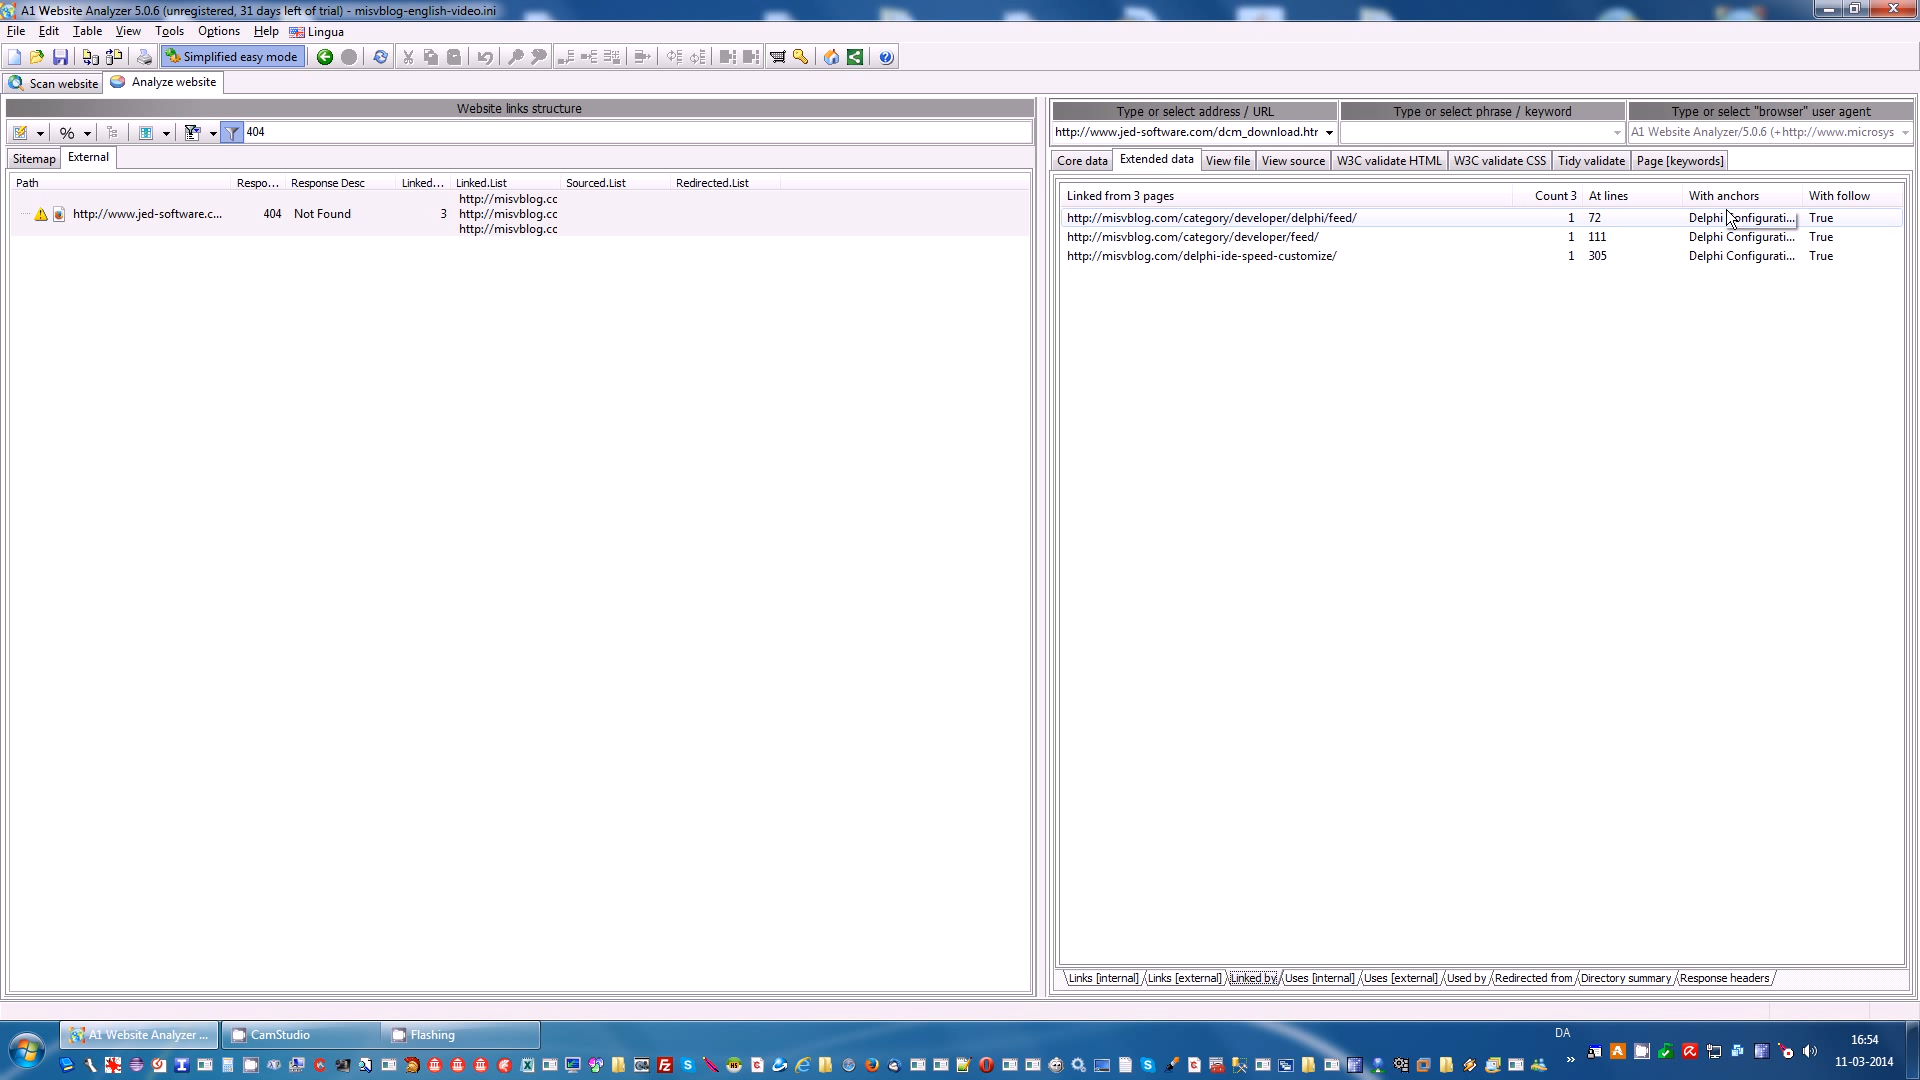 A1 Website Analyzer 5.0.6 (unregistered, 31 days left of trial) - misvblog-english-video.ini
File Edit Table View Tools Options Help Lingua
Simplified easy mode
Scan website Analyze website
Website links structure
404
Sitemap External
Path Respo... Response Desc Linked... Linked.List Sourced.List Redirected.List
http://misvblog.cc
http://www.jed-software.c... 404 Not Found 3 http://misvblog.cc
http://misvblog.cc
Type or select address / URL Type or select phrase / keyword Type or select "browser" user agent
http://www.jed-software.com/dcm_download.htr A1 Website Analyzer/5.0.6 (+http://www.microsys
Core data Extended data View file View source W3C validate HTML W3C validate CSS Tidy validate Page [keywords]
Linked from 3 pages Count 3 At lines With anchors With follow
http://misvblog.com/category/developer/delphi/feed/ 1 72 Delphi Configurati... True
http://misvblog.com/category/developer/feed/ 1 111 Delphi Configurati... True
http://misvblog.com/delphi-ide-speed-customize/ 1 305 Delphi Configurati... True
Links [internal] Links [external] Linked by Uses [internal] Uses [external] Used by Redirected from Directory summary Response headers
A1 Website Analyzer ... CamStudio Flashing
DA
16:54
11-03-2014